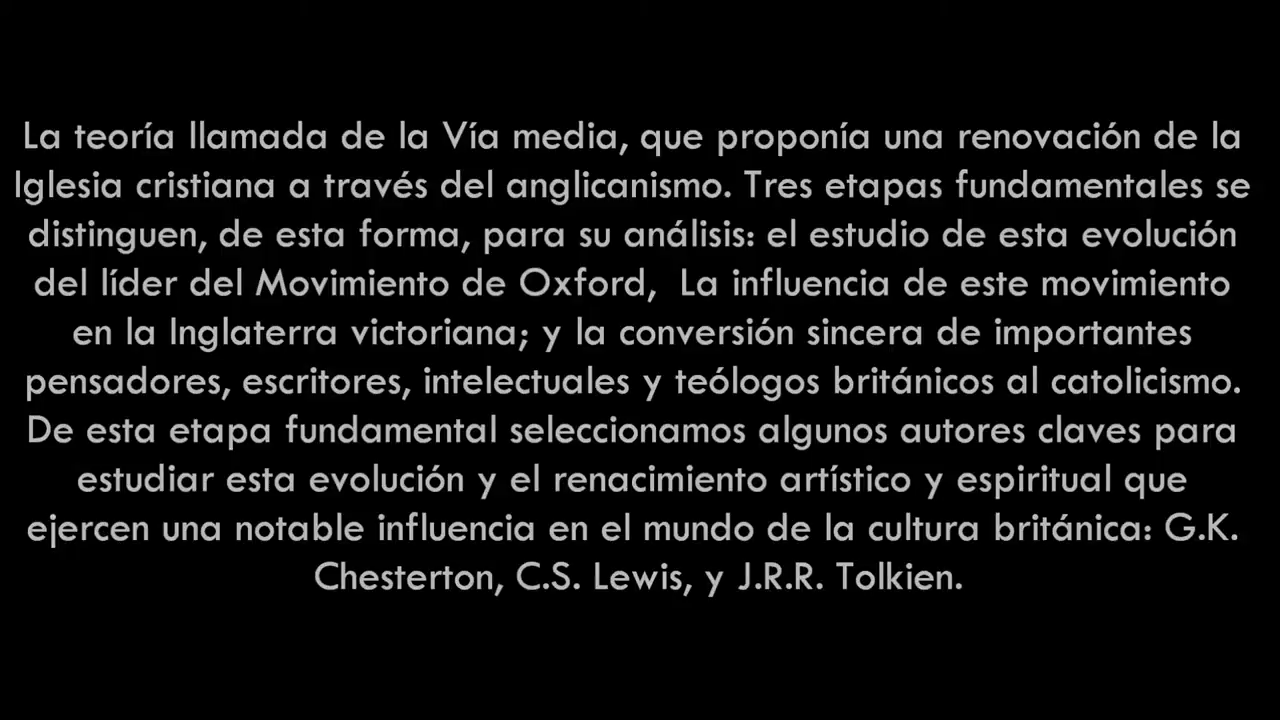 La teoría llamada de la Vía media, que proponía una renovación de la
Iglesia cristiana a través del anglicanismo. Tres etapas fundamentales se
distinguen, de esta forma, para su análisis: el estudio de esta evolución
del líder del Movimiento de Oxford,  La influencia de este movimiento
en la Inglaterra victoriana; y la conversión sincera de importantes
pensadores, escritores, intelectuales y teólogos británicos al catolicismo.
De esta etapa fundamental seleccionamos algunos autores claves para
estudiar esta evolución y el renacimiento artístico y espiritual que
ejercen una notable influencia en el mundo de la cultura británica: G.K.
Chesterton, C.S. Lewis, y J.R.R. Tolkien.